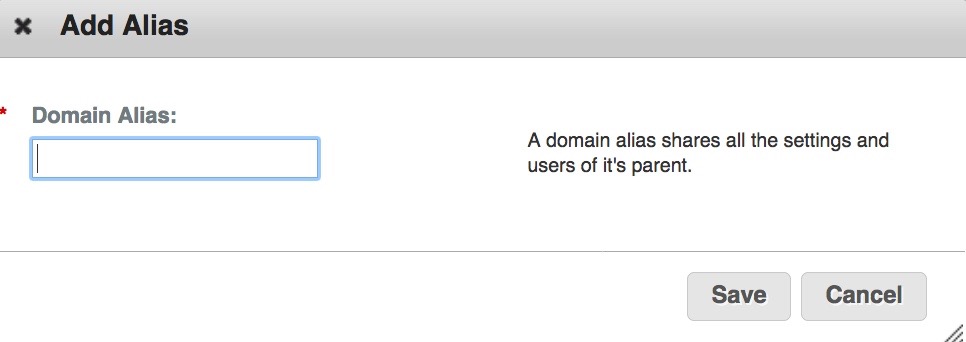 Add Alias
* Domain Alias:
A domain alias shares all the settings and
users of it's parent.
Save Cancel